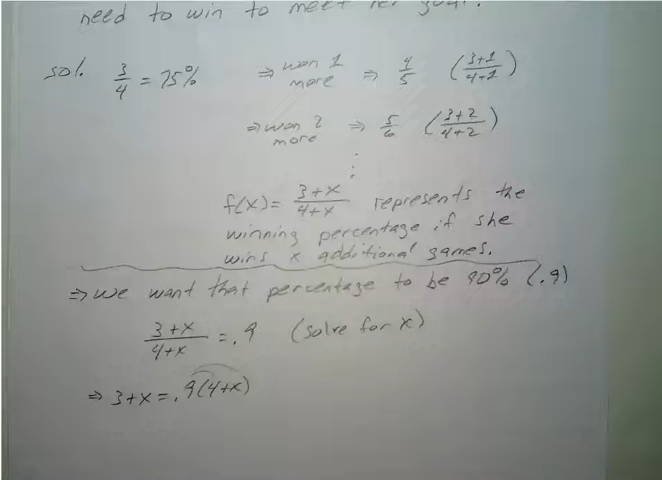 need to win to meet her goal.
sol. 3/4 = 75% ⇒ won 1 more ⇒ 4/5 (3+1/4+1)
⇒ won 2 more ⇒ 5/6 (3+2/4+2)
⋮
f(x) = 3+x/4+x represents the
winning percentage if she
wins x additional games.
⇒ We want that percentage to be 90% (.9)
3+x/4+x = .9 (solve for x)
⇒ 3+x = .9(4+x)